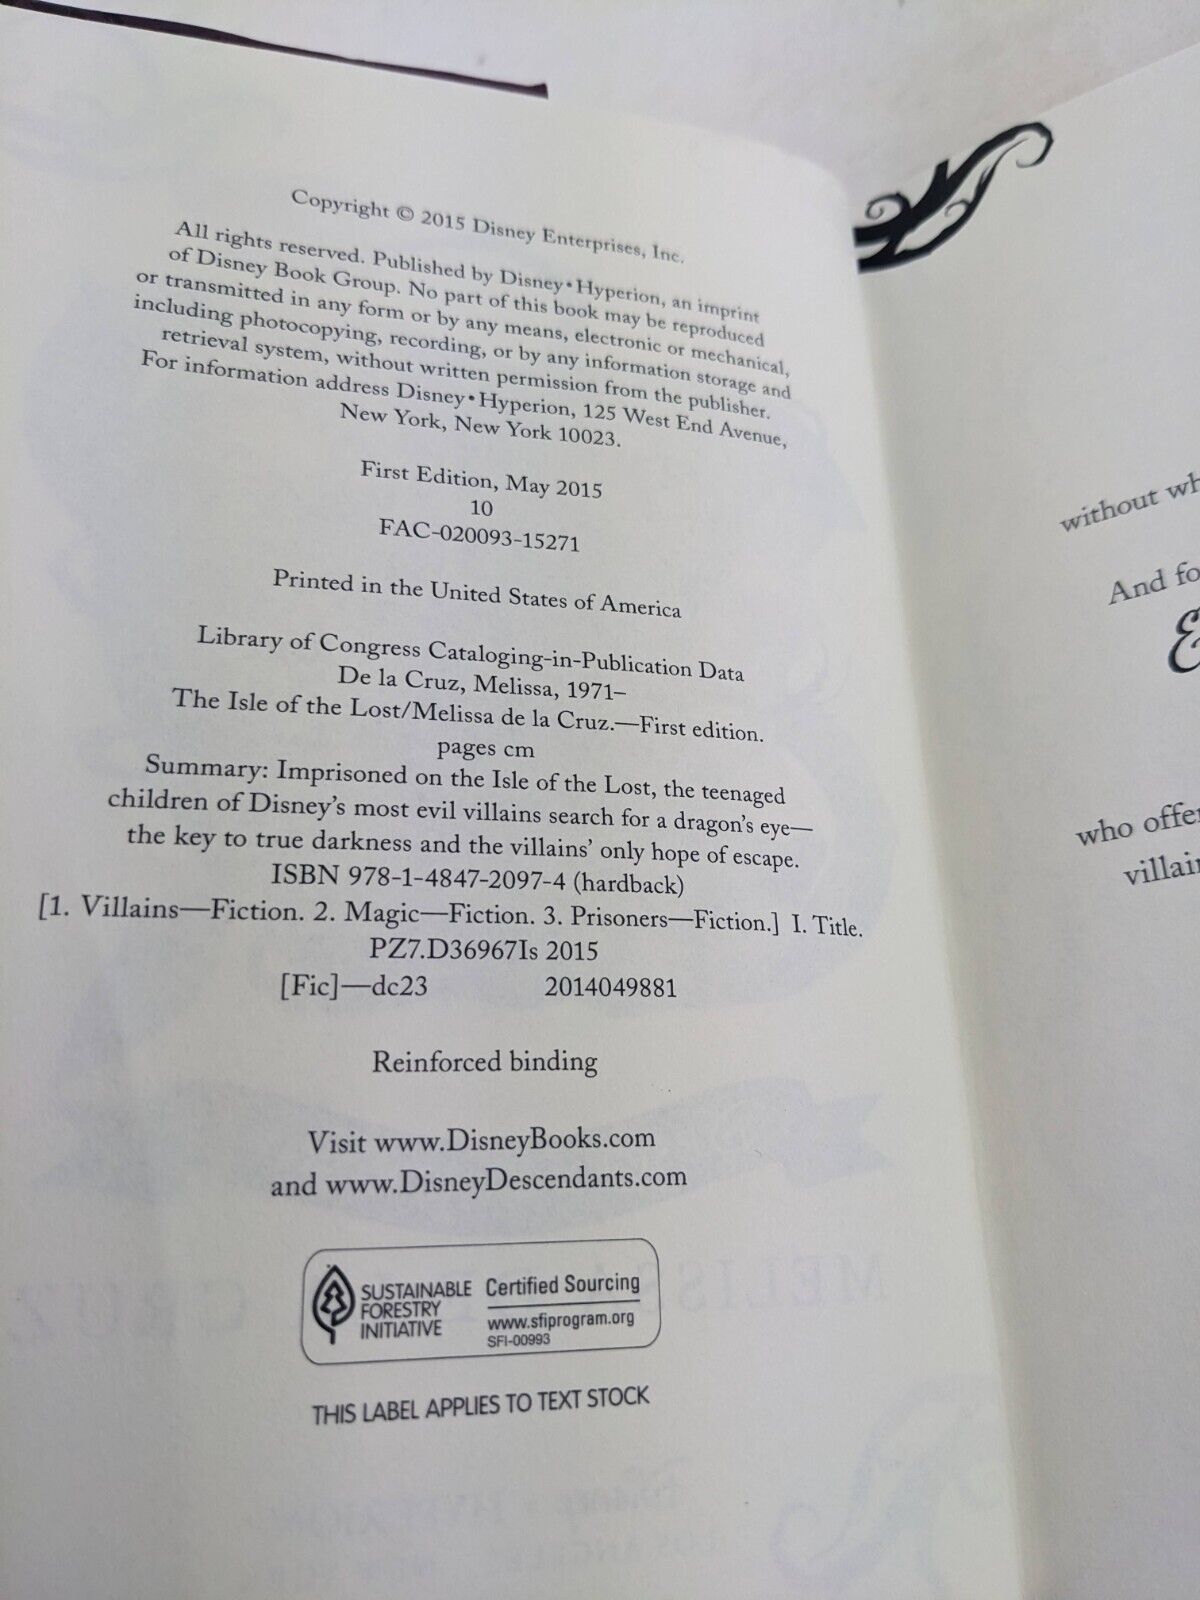 Copyright © 2015 Disney Enterprises, Inc.
All rights reserved. Published by Disney • Hyperion, an imprint
of Disney Book Group. No part of this book may be reproduced
or transmitted in any form or by any means, electronic or mechanical,
including photocopying, recording, or by any information storage and
retrieval system, without written permission from the publisher.
For information address Disney • Hyperion, 125 West End Avenue,
New York, New York 10023.
First Edition, May 2015
10
FAC-020093-15271
Printed in the United States of America
Library of Congress Cataloging-in-Publication Data
De la Cruz, Melissa, 1971–
The Isle of the Lost/Melissa de la Cruz.—First edition.
pages cm
Summary: Imprisoned on the Isle of the Lost, the teenaged
children of Disney's most evil villains search for a dragon's eye—
the key to true darkness and the villains' only hope of escape.
ISBN 978-1-4847-2097-4 (hardback)
[1. Villains—Fiction. 2. Magic—Fiction. 3. Prisoners—Fiction.] I. Title.
PZ7.D36967Is 2015
[Fic]—dc23 2014049881
Reinforced binding
Visit www.DisneyBooks.com
and www.DisneyDescendants.com
SUSTAINABLE
FORESTRY
INITIATIVE
Certified Sourcing
www.sfiprogram.org
SFI-00993
THIS LABEL APPLIES TO TEXT STOCK
without
And
who